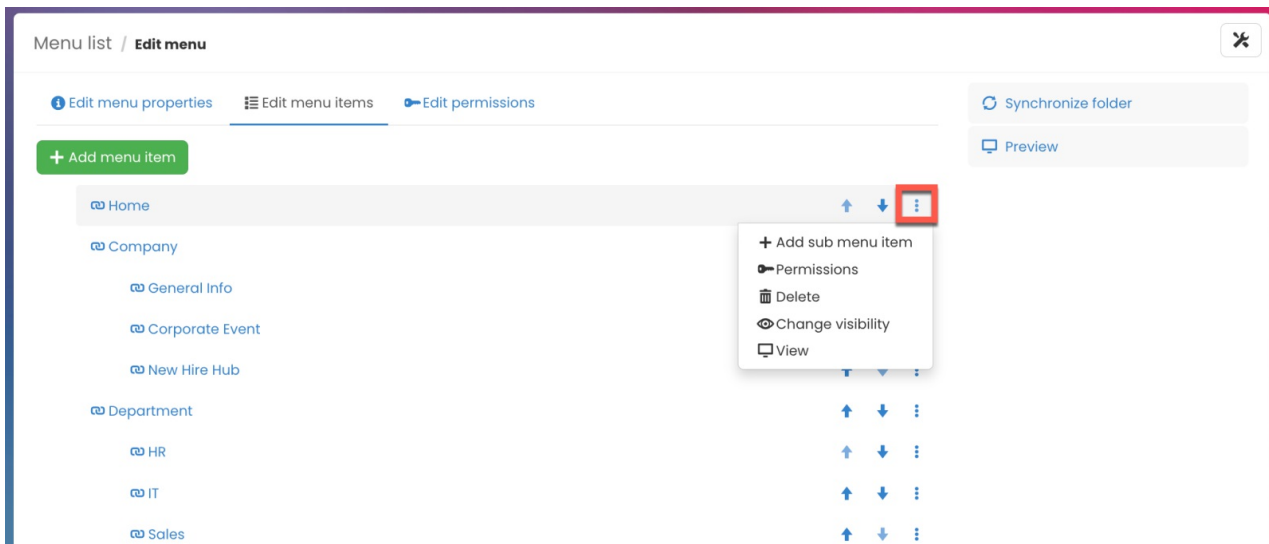 Menu list / Edit menu
Edit menu properties
Edit menu items
Edit permissions
Synchronize folder
Preview
+ Add menu item
Home
Company
+ Add sub menu item
Permissions
General Info
Delete
Corporate Event
Change visibility
View
New Hire Hub
Department
HR
IT
Sales